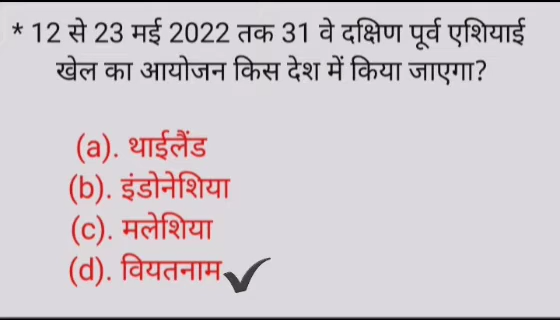 * 12 से 23 मई 2022 तक 31 वे दक्षिण पूर्व एशियाई
खेल का आयोजन किस देश में किया जाएगा?
(a). थाईलैंड
(b). इंडोनेशिया
(c). मलेशिया
(d). वियतनाम